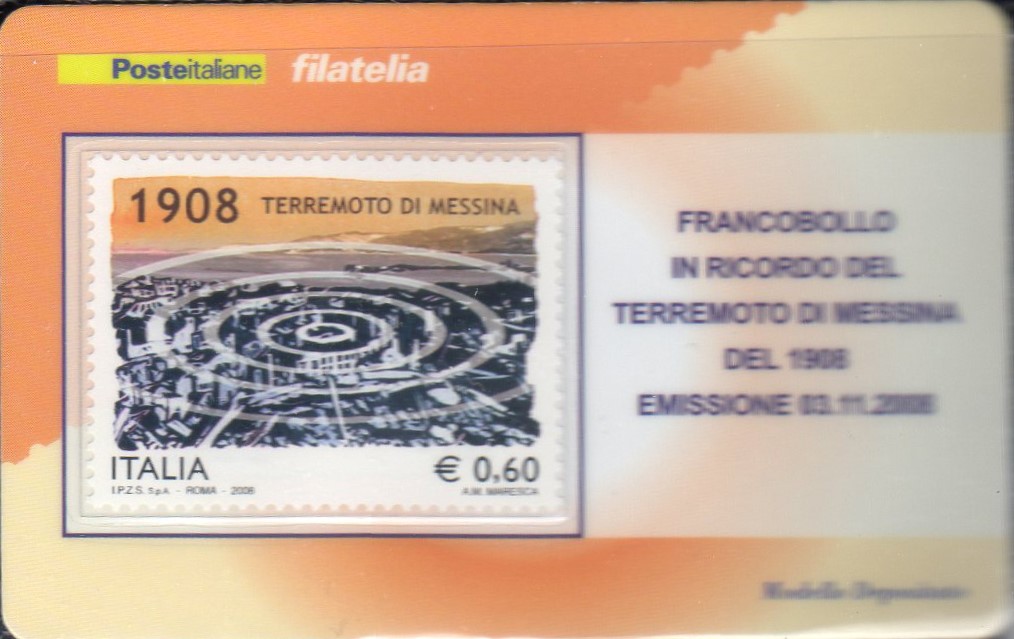 Posteitaliane filatelia
1908 TERREMOTO DI MESSINA
ITALIA € 0,60
I.P.Z.S. S.p.A. - ROMA - 2008 A.M. MARESCA
FRANCOBOLLO
IN RICORDO DEL
TERREMOTO DI MESSINA
DEL 1908
EMISSIONE 03.11.2008
Modello Depositato